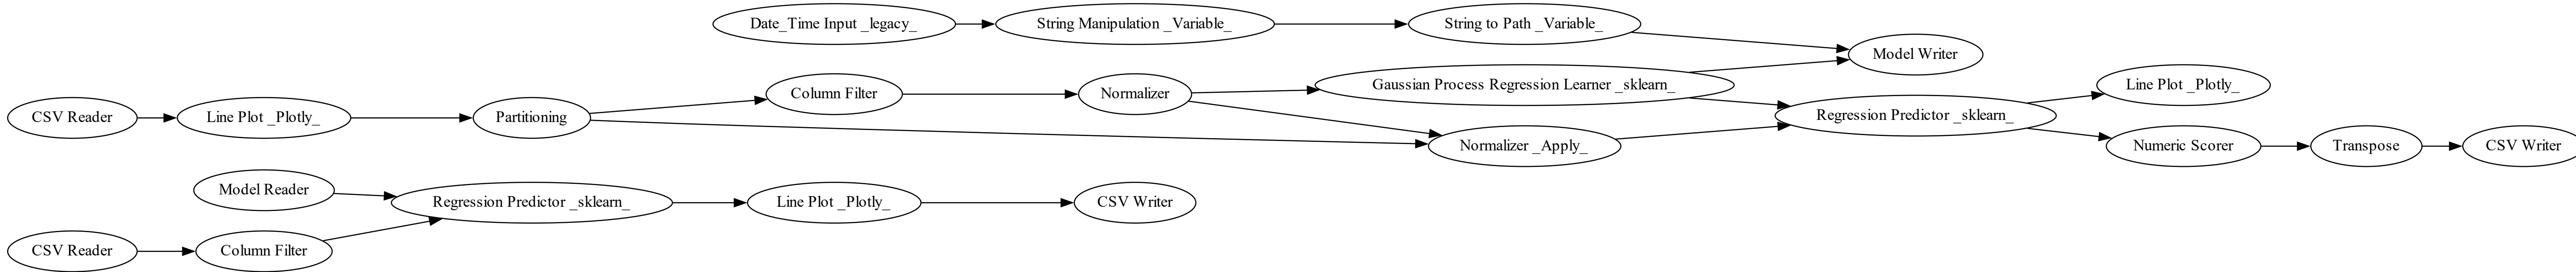 Date_Time Input _legacy_
String Manipulation _Variable_
String to Path _Variable_
Model Writer
Column Filter
Normalizer
Gaussian Process Regression Learner _sklearn_
Line Plot _Plotly_
CSV Reader
Line Plot _Plotly_
Partitioning
Regression Predictor _sklearn_
Normalizer _Apply_
Numeric Scorer
Transpose
CSV Writer
Model Reader
Regression Predictor _sklearn_
Line Plot _Plotly_
CSV Writer
CSV Reader
Column Filter